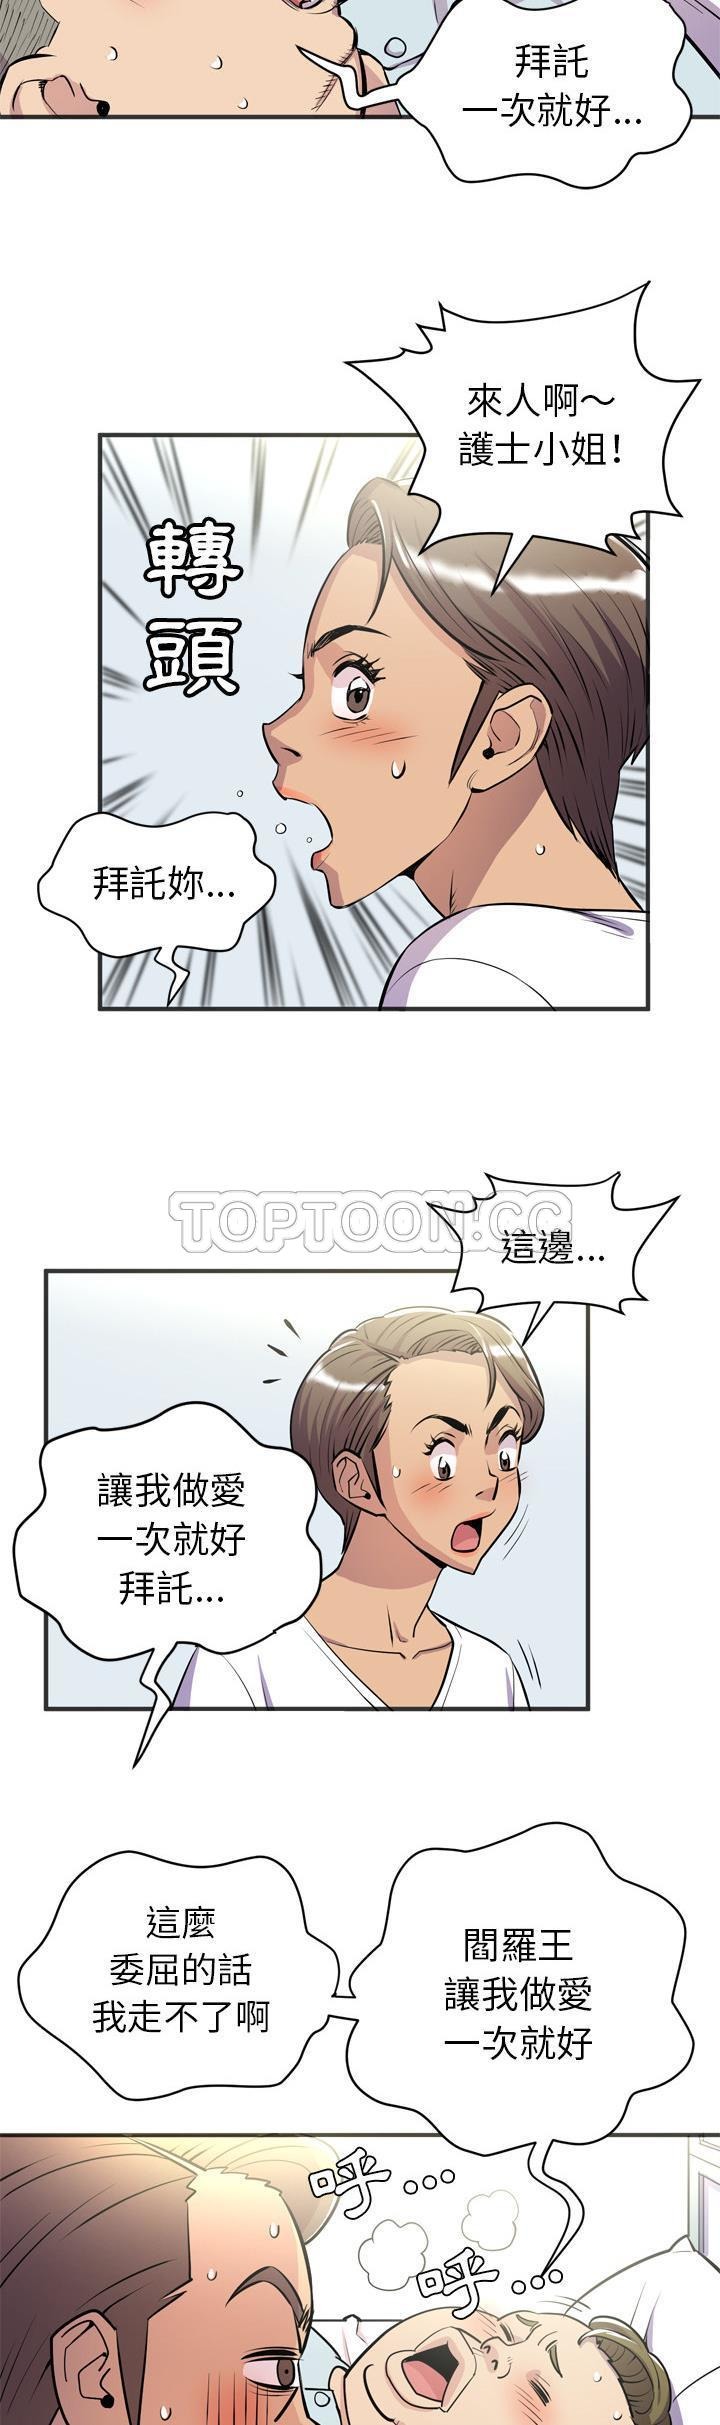 拜託
一次就好...
來人啊～
護士小姐！
轉頭
拜託妳...
TOPTOON.CC
這邊...
讓我做愛
一次就好
拜託...
這麼
委屈的話
我走不了啊
閻羅王
讓我做愛
一次就好
呼...
呼...